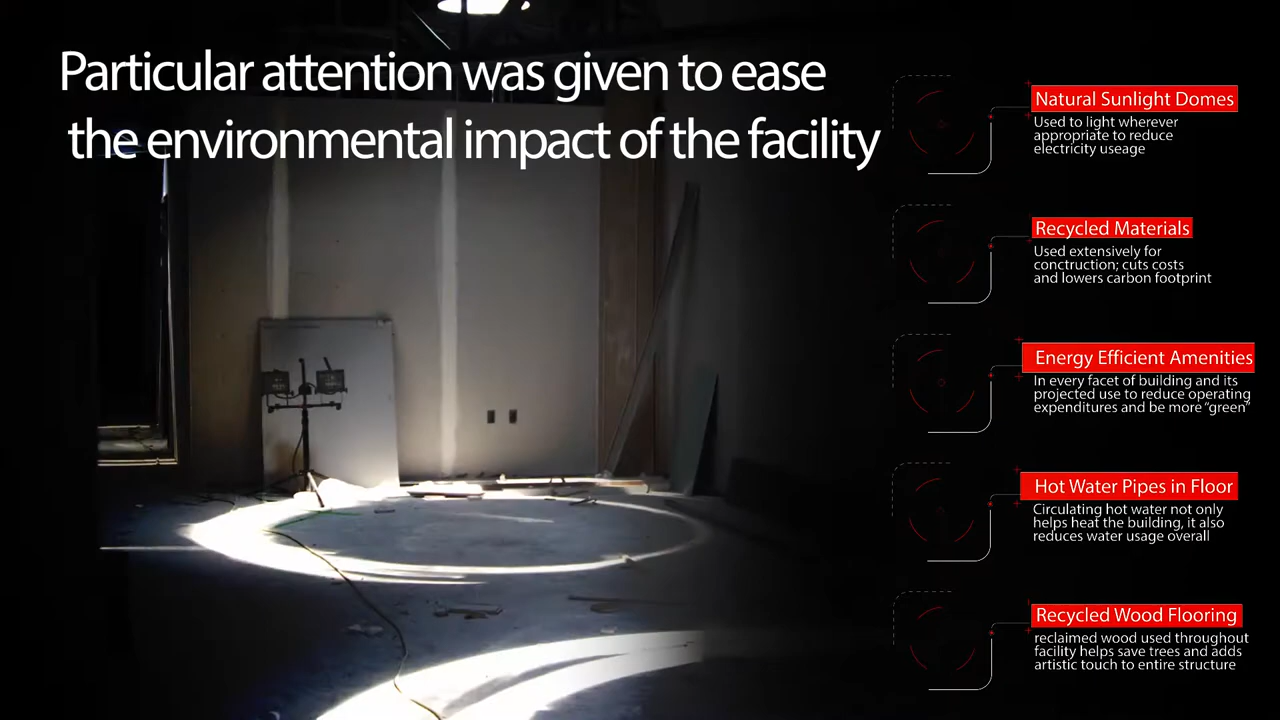 Particular attention was given to ease
the environmental impact of the facility
Natural Sunlight Domes
Used to light wherever
appropriate to reduce
electricity useage
Recycled Materials
Used extensively for
construction; cuts costs
and lowers carbon footprint
Energy Efficient Amenities
In every facet of building and its
projected use to reduce operating
expenditures and be more “green”
Hot Water Pipes in Floor
Circulating hot water not only
helps heat the building, it also
reduces water usage overall
Recycled Wood Flooring
reclaimed wood used throughout
facility helps save trees and adds
artistic touch to entire structure